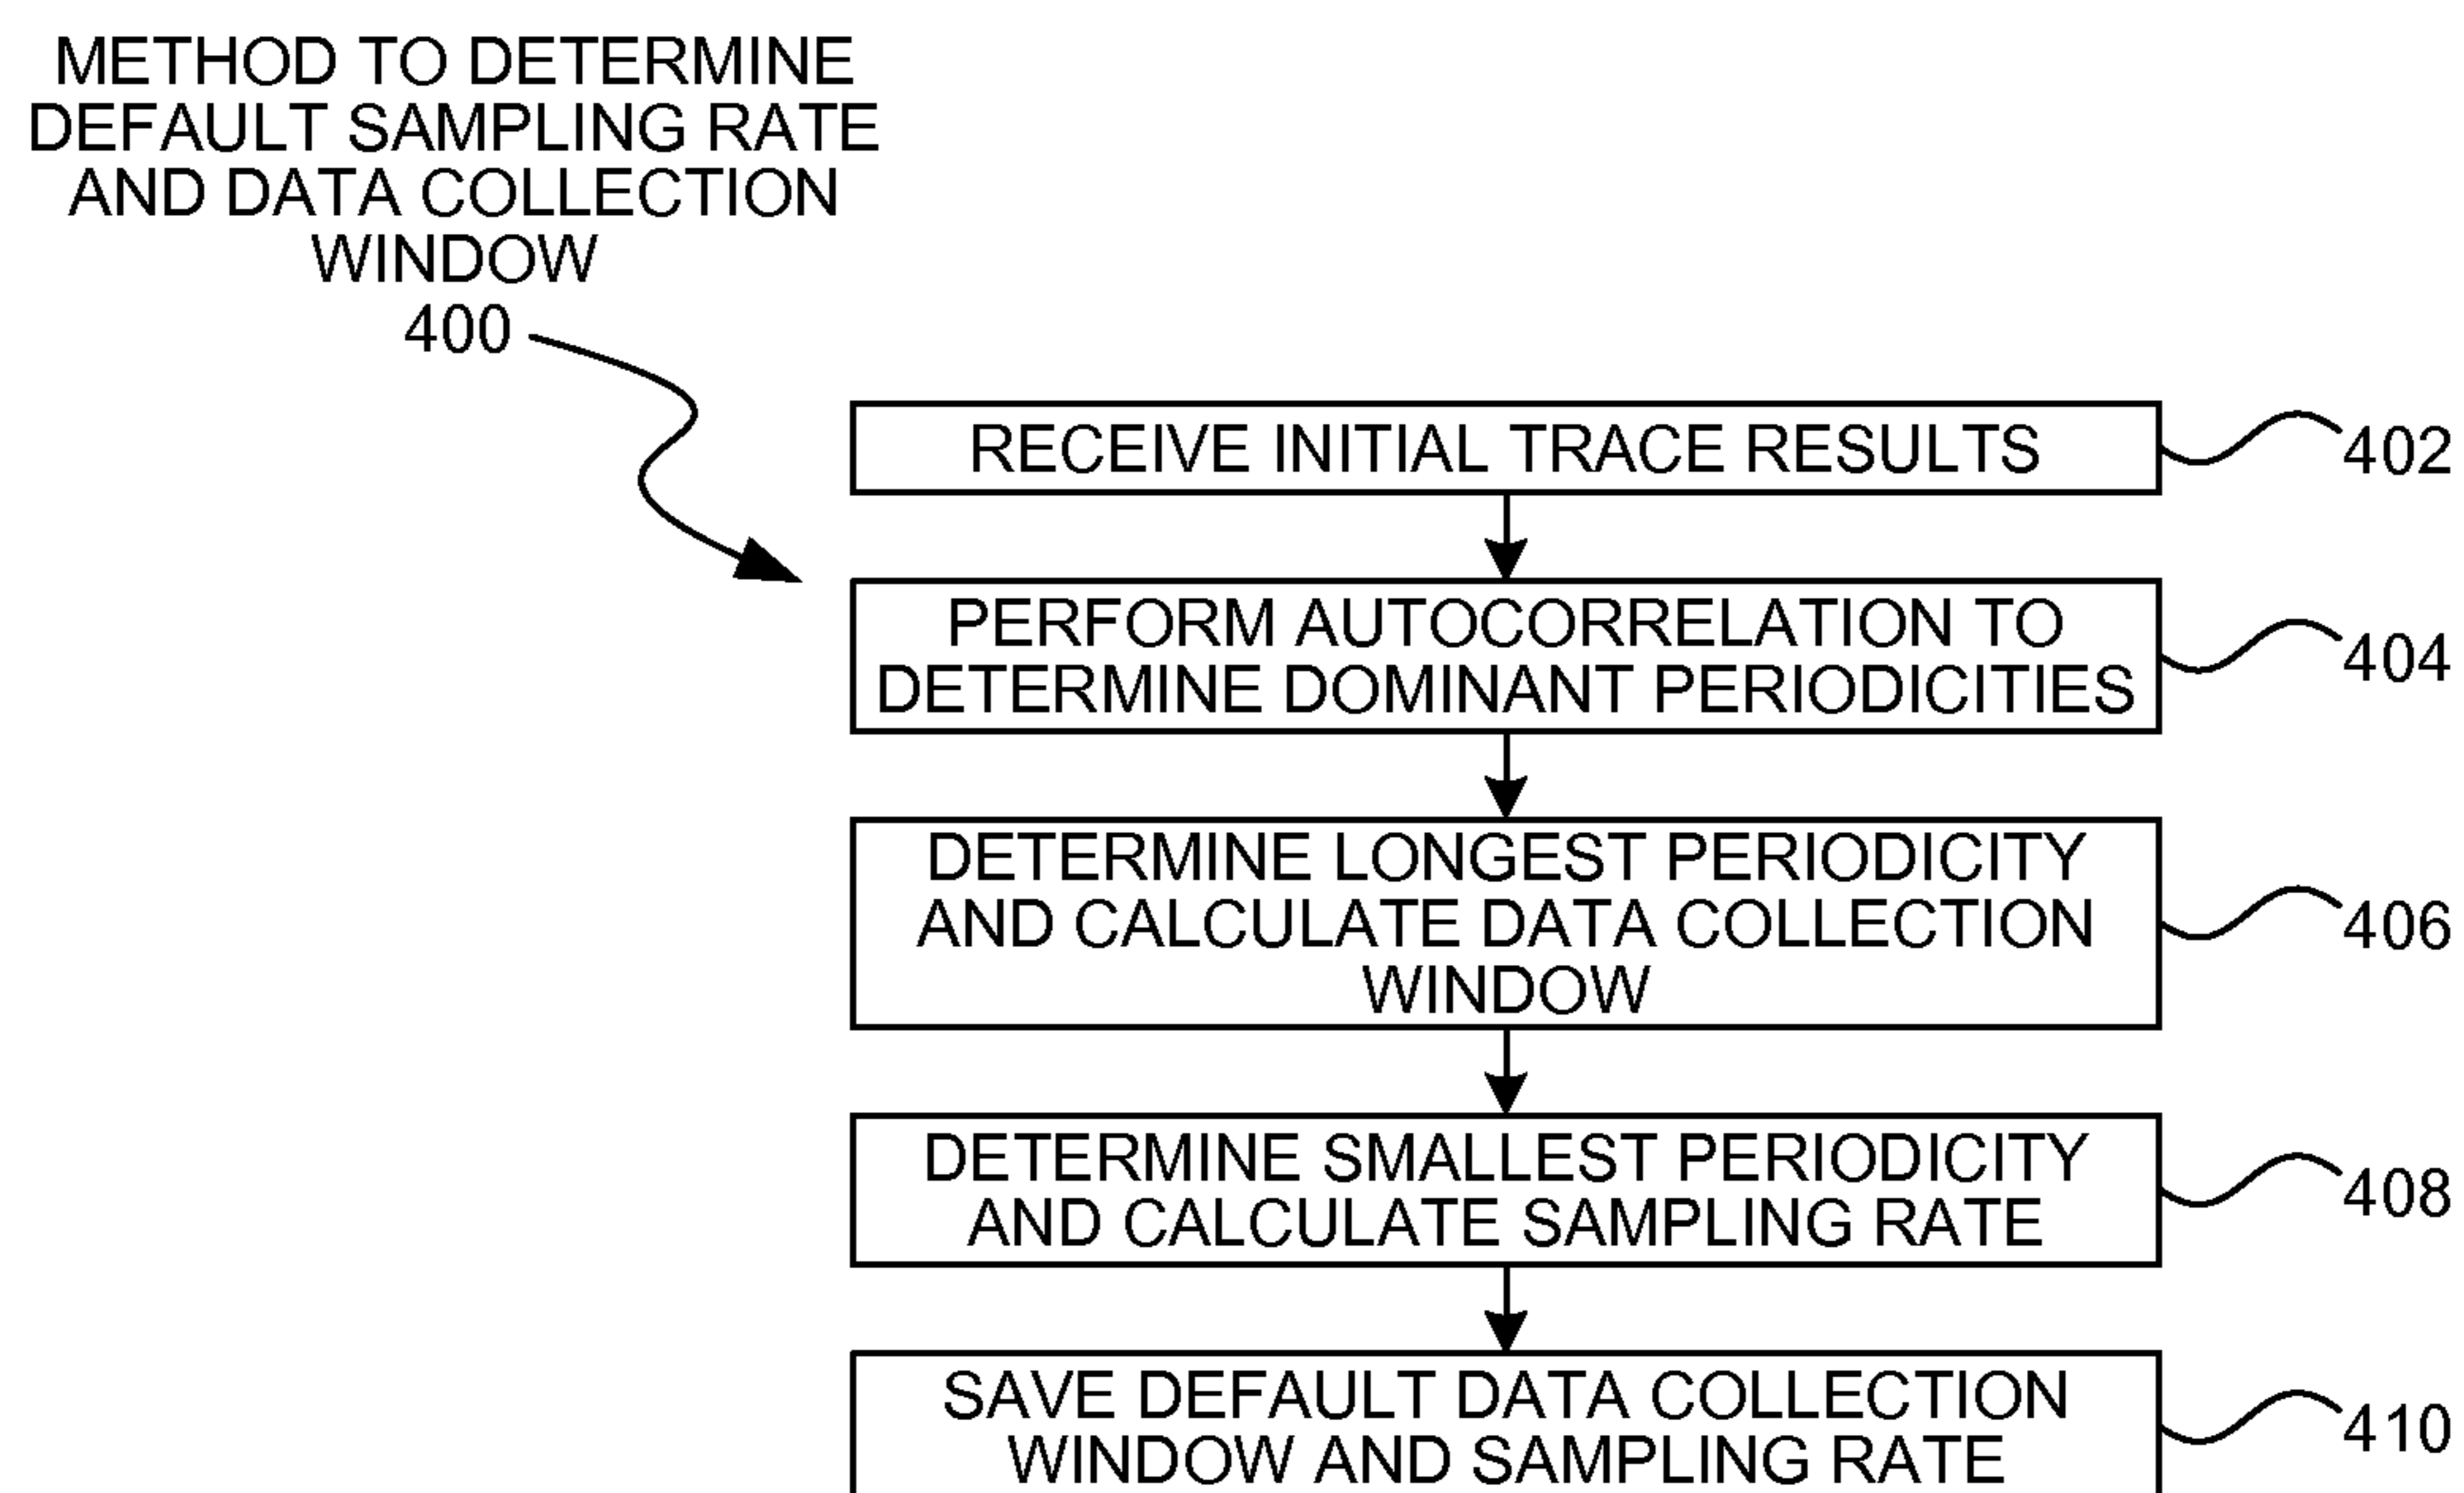 METHOD TO DETERMINE
DEFAULT SAMPLING RATE
AND DATA COLLECTION
WINDOW
400
RECEIVE INITIAL TRACE RESULTS
402
PERFORM AUTOCORRELATION TO
DETERMINE DOMINANT PERIODICITIES
404
DETERMINE LONGEST PERIODICITY
AND CALCULATE DATA COLLECTION
WINDOW
406
DETERMINE SMALLEST PERIODICITY
AND CALCULATE SAMPLING RATE
408
SAVE DEFAULT DATA COLLECTION
WINDOW AND SAMPLING RATE
410